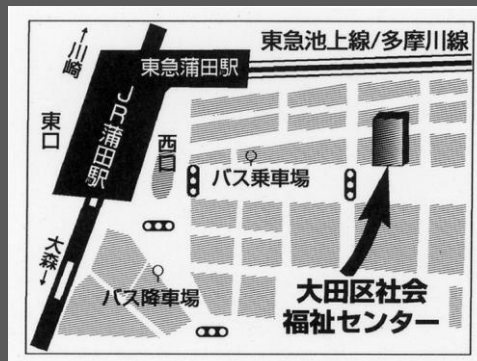 ↑川崎
東急池上線/多摩川線
東急蒲田駅
JR蒲田駅
東口
西口
バス乗車場
大森↓
バス降車場
大田区社会
福祉センター